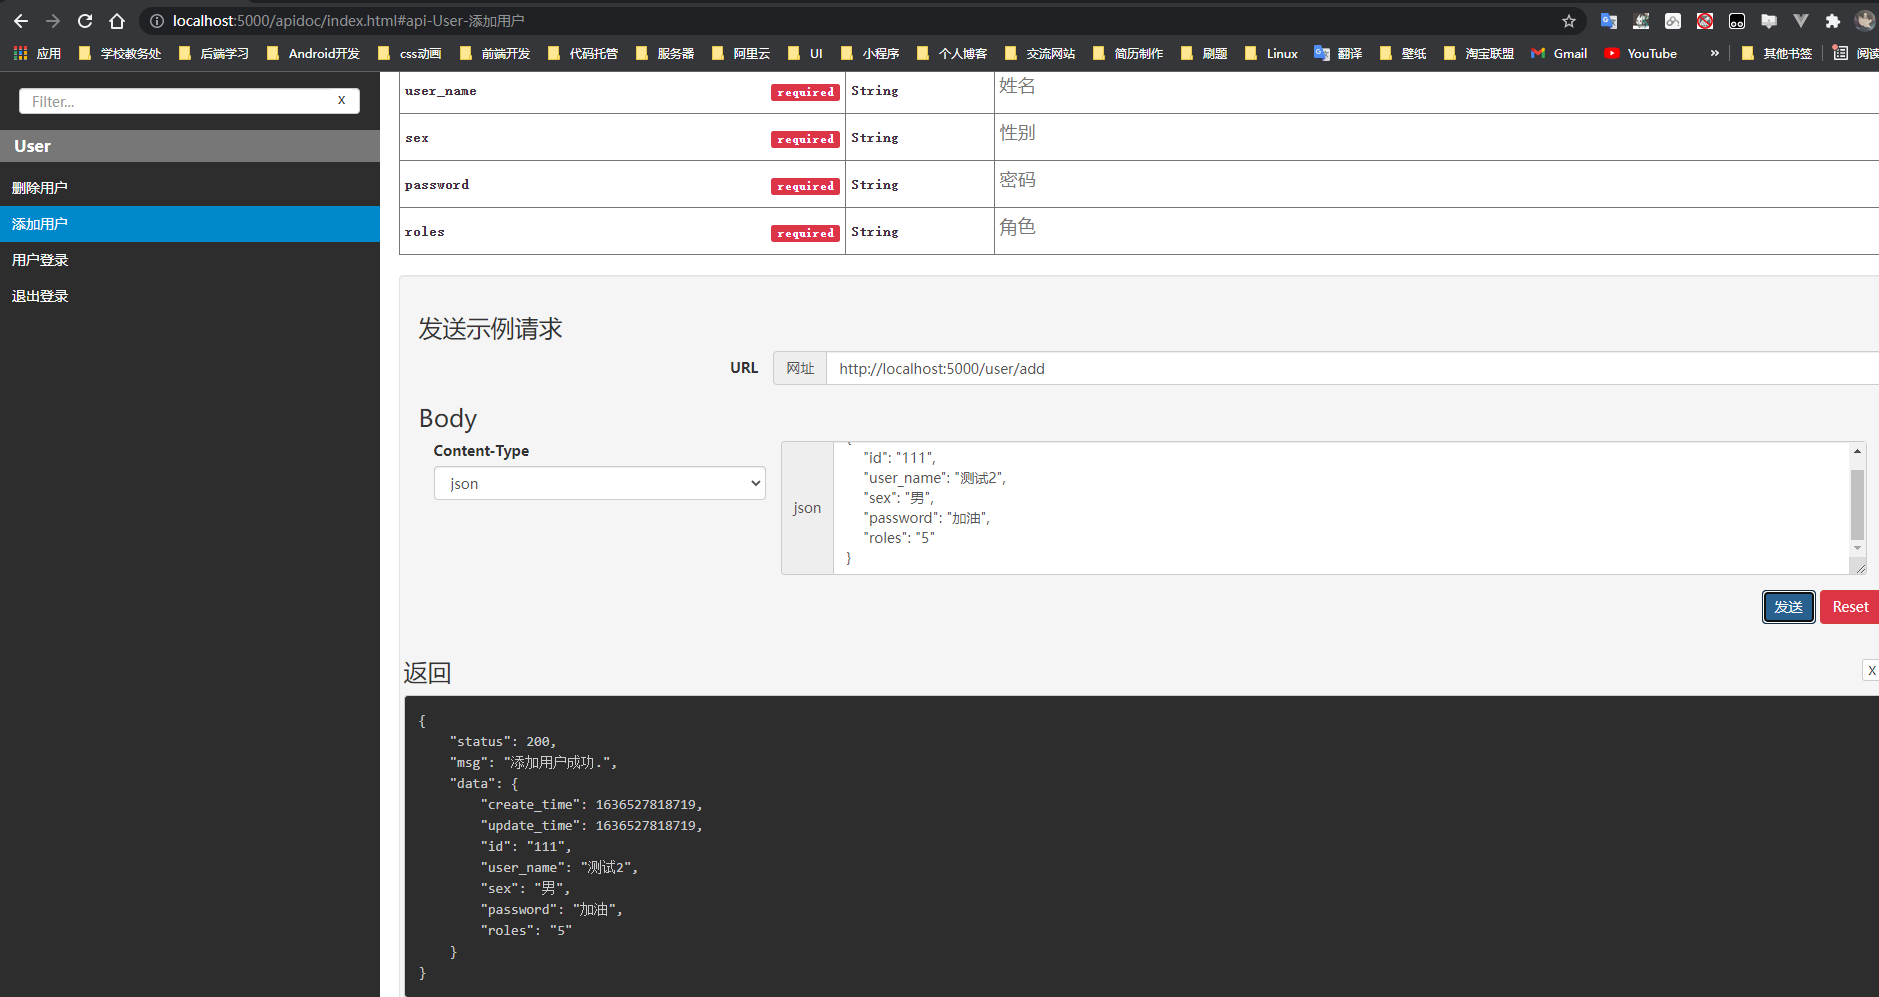 localhost:5000/apidoc/index.html#api-User-添加用户
应用 学校教务处 后端学习 Android开发 css动画 前端开发 代码托管 服务器 阿里云 UI 小程序 个人博客 交流网站 简历制作 刷题 Linux 翻译 壁纸 淘宝联盟 Gmail YouTube » 其他书签 阅读
Filter... X
User
删除用户
添加用户
用户登录
退出登录
user_name required String 姓名
sex required String 性别
password required String 密码
roles required String 角色
发送示例请求
URL 网址 http://localhost:5000/user/add
Body
Content-Type
json
json
"id": "111",
"user_name": "测试2",
"sex": "男",
"password": "加油",
"roles": "5"
}
发送 Reset
返回 X
{
"status": 200,
"msg": "添加用户成功.",
"data": {
"create_time": 1636527818719,
"update_time": 1636527818719,
"id": "111",
"user_name": "测试2",
"sex": "男",
"password": "加油",
"roles": "5"
}
}